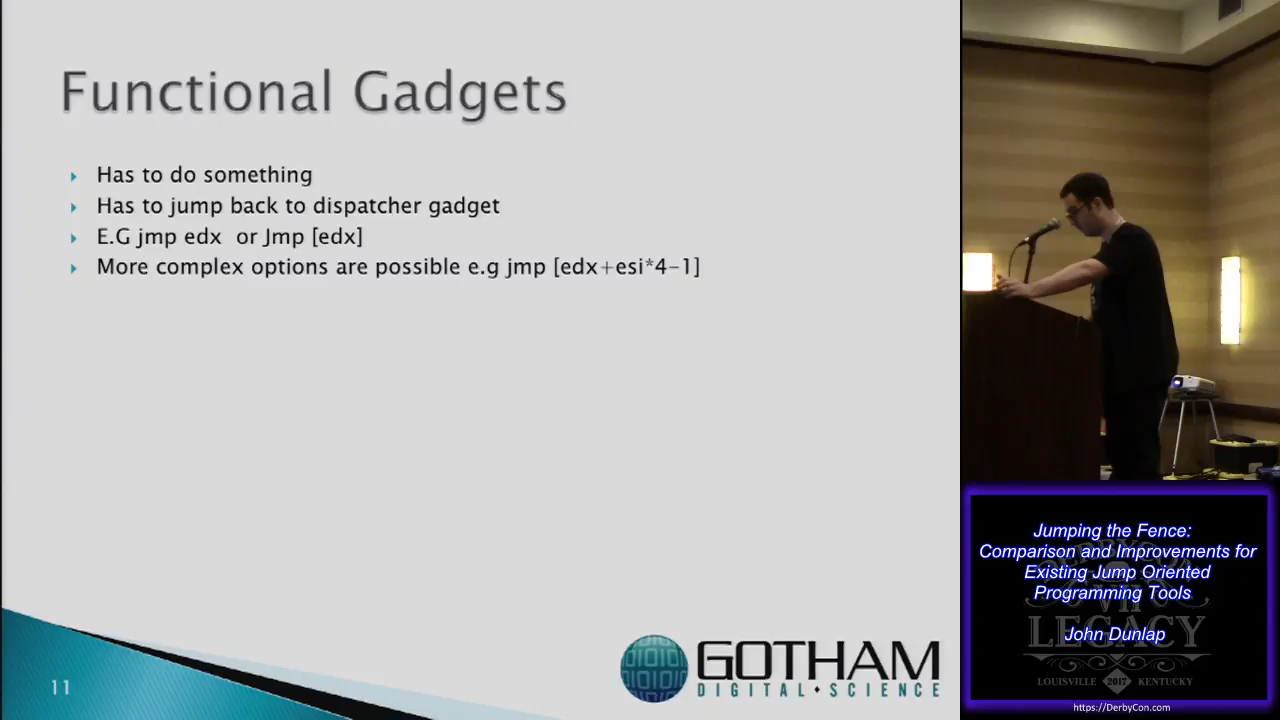 Functional Gadgets
Has to do something
Has to jump back to dispatcher gadget
E.G jmp edx or Jmp [edx]
More complex options are possible e.g jmp [edx+esi*4-1]
11
GOTHAM
DIGITAL SCIENCE
Jumping the Fence:
Comparison and Improvements for
Existing Jump Oriented
Programming Tools
John Dunlap
DERBYCON
VII
LEGACY
LOUISVILLE 2017 KENTUCKY
https://DerbyCon.com